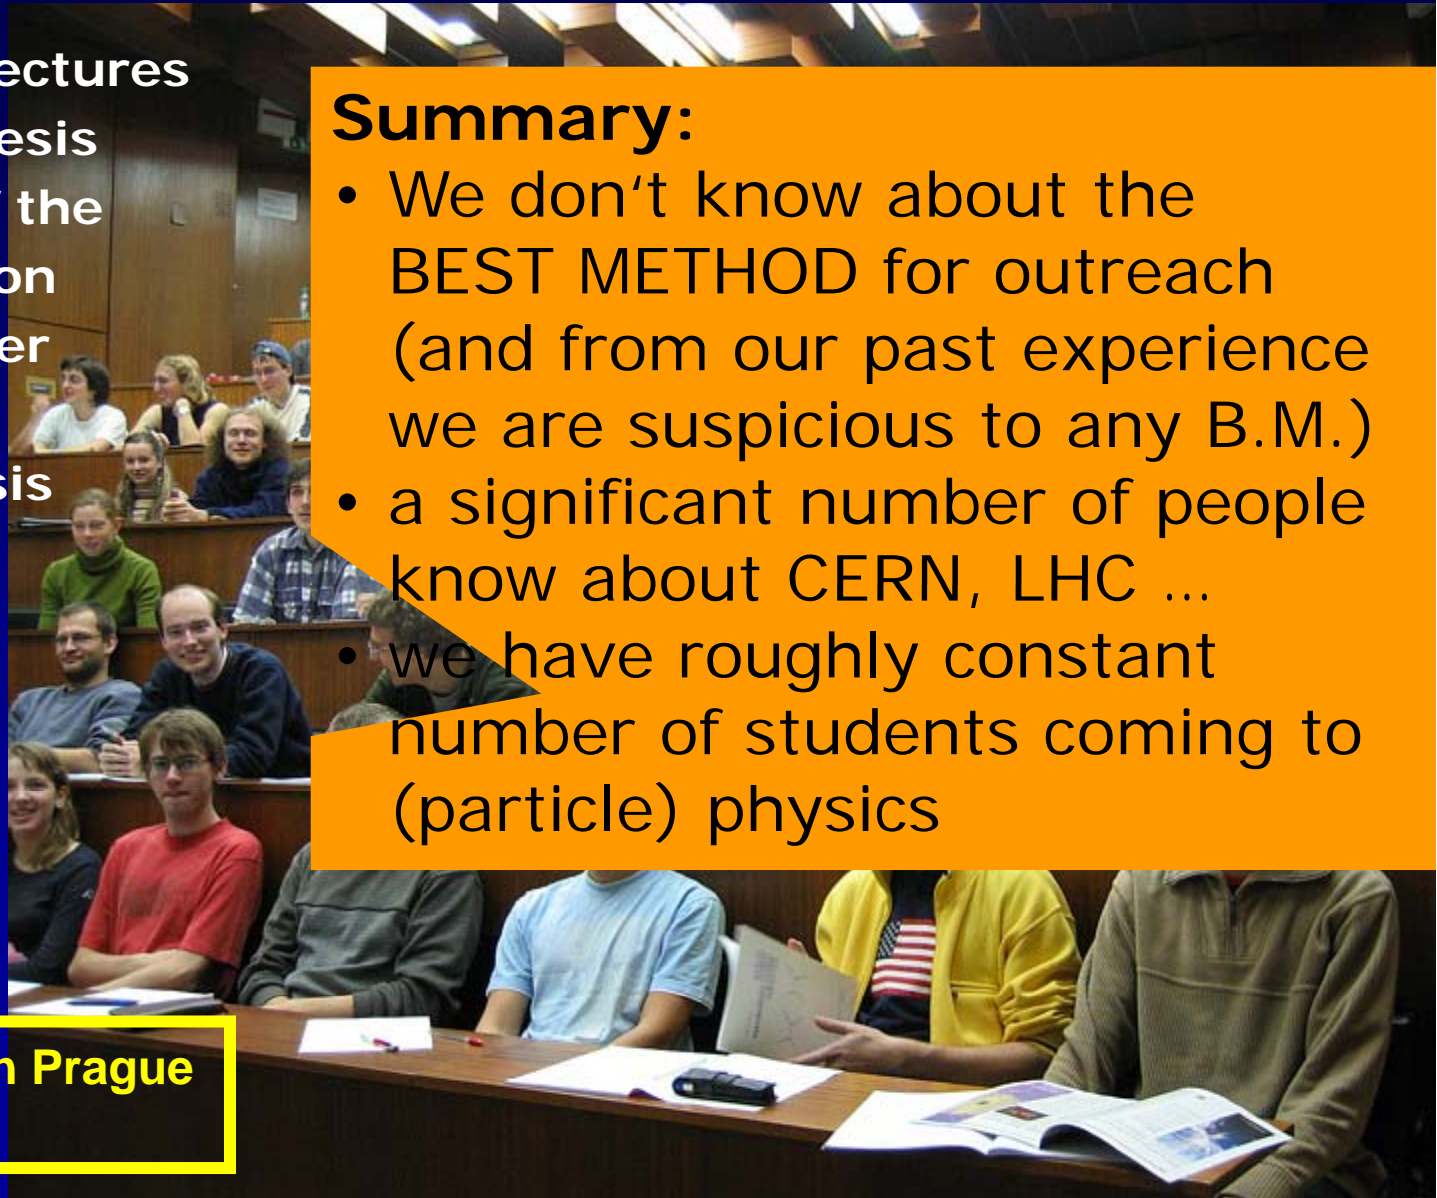 ectures
esis
the
on
er
sis
Summary:
• We don‘t know about the
BEST METHOD for outreach
(and from our past experience
we are suspicious to any B.M.)
• a significant number of people
know about CERN, LHC ...
• we have roughly constant
number of students coming to
(particle) physics
n Prague